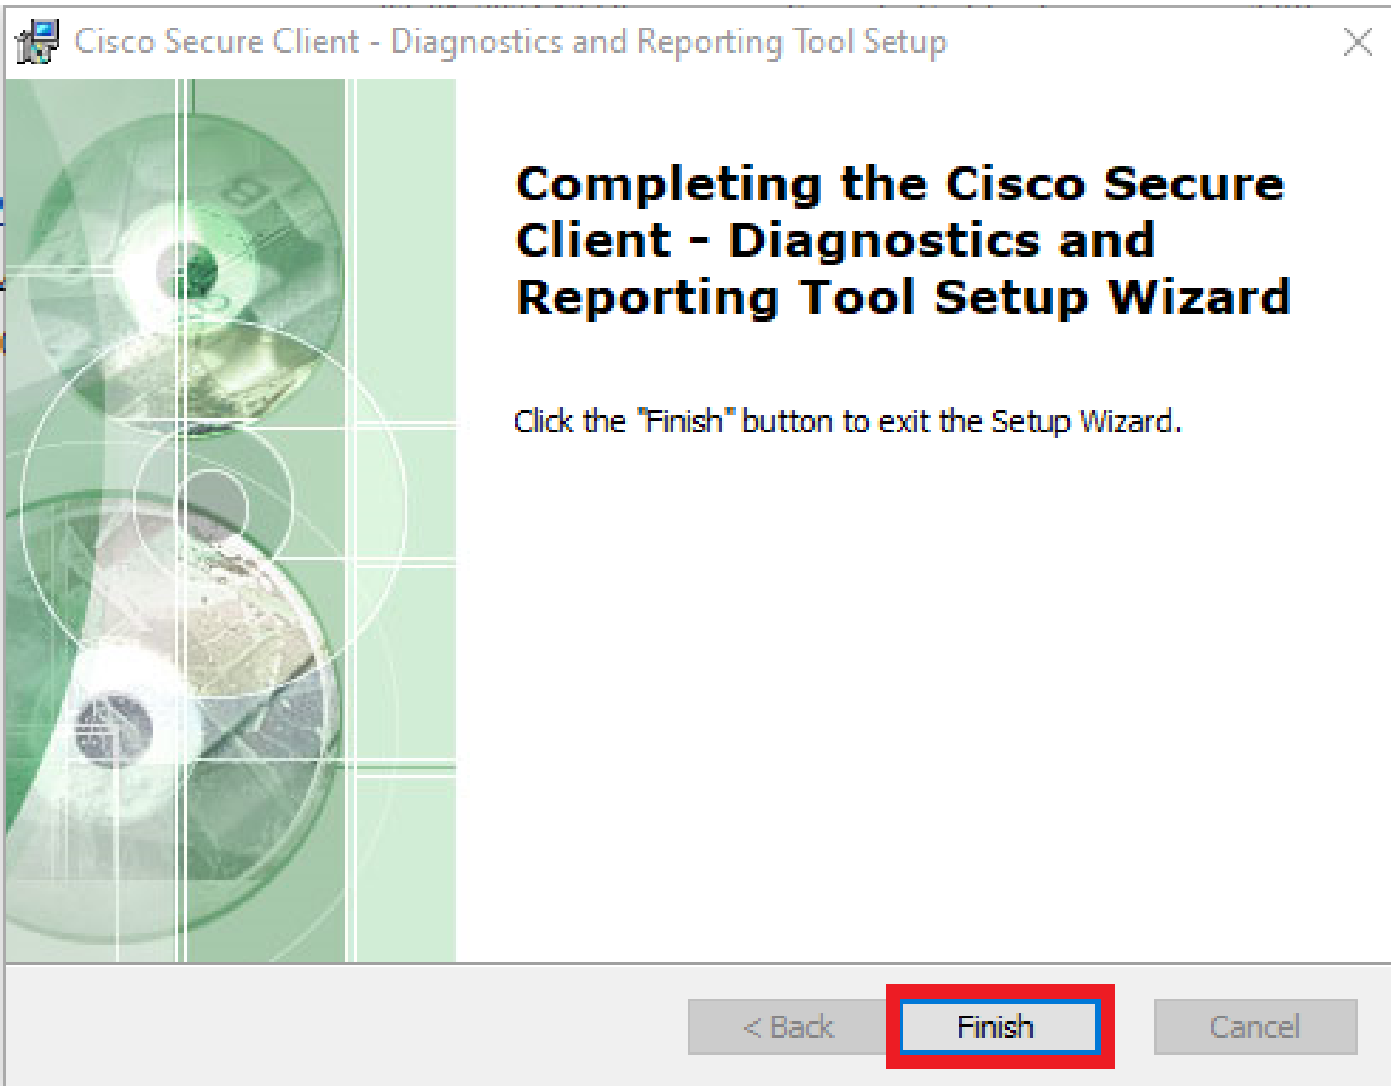 Cisco Secure Client - Diagnostics and Reporting Tool Setup
Completing the Cisco Secure
Client - Diagnostics and
Reporting Tool Setup Wizard
Click the "Finish" button to exit the Setup Wizard.
< Back
Finish
Cancel